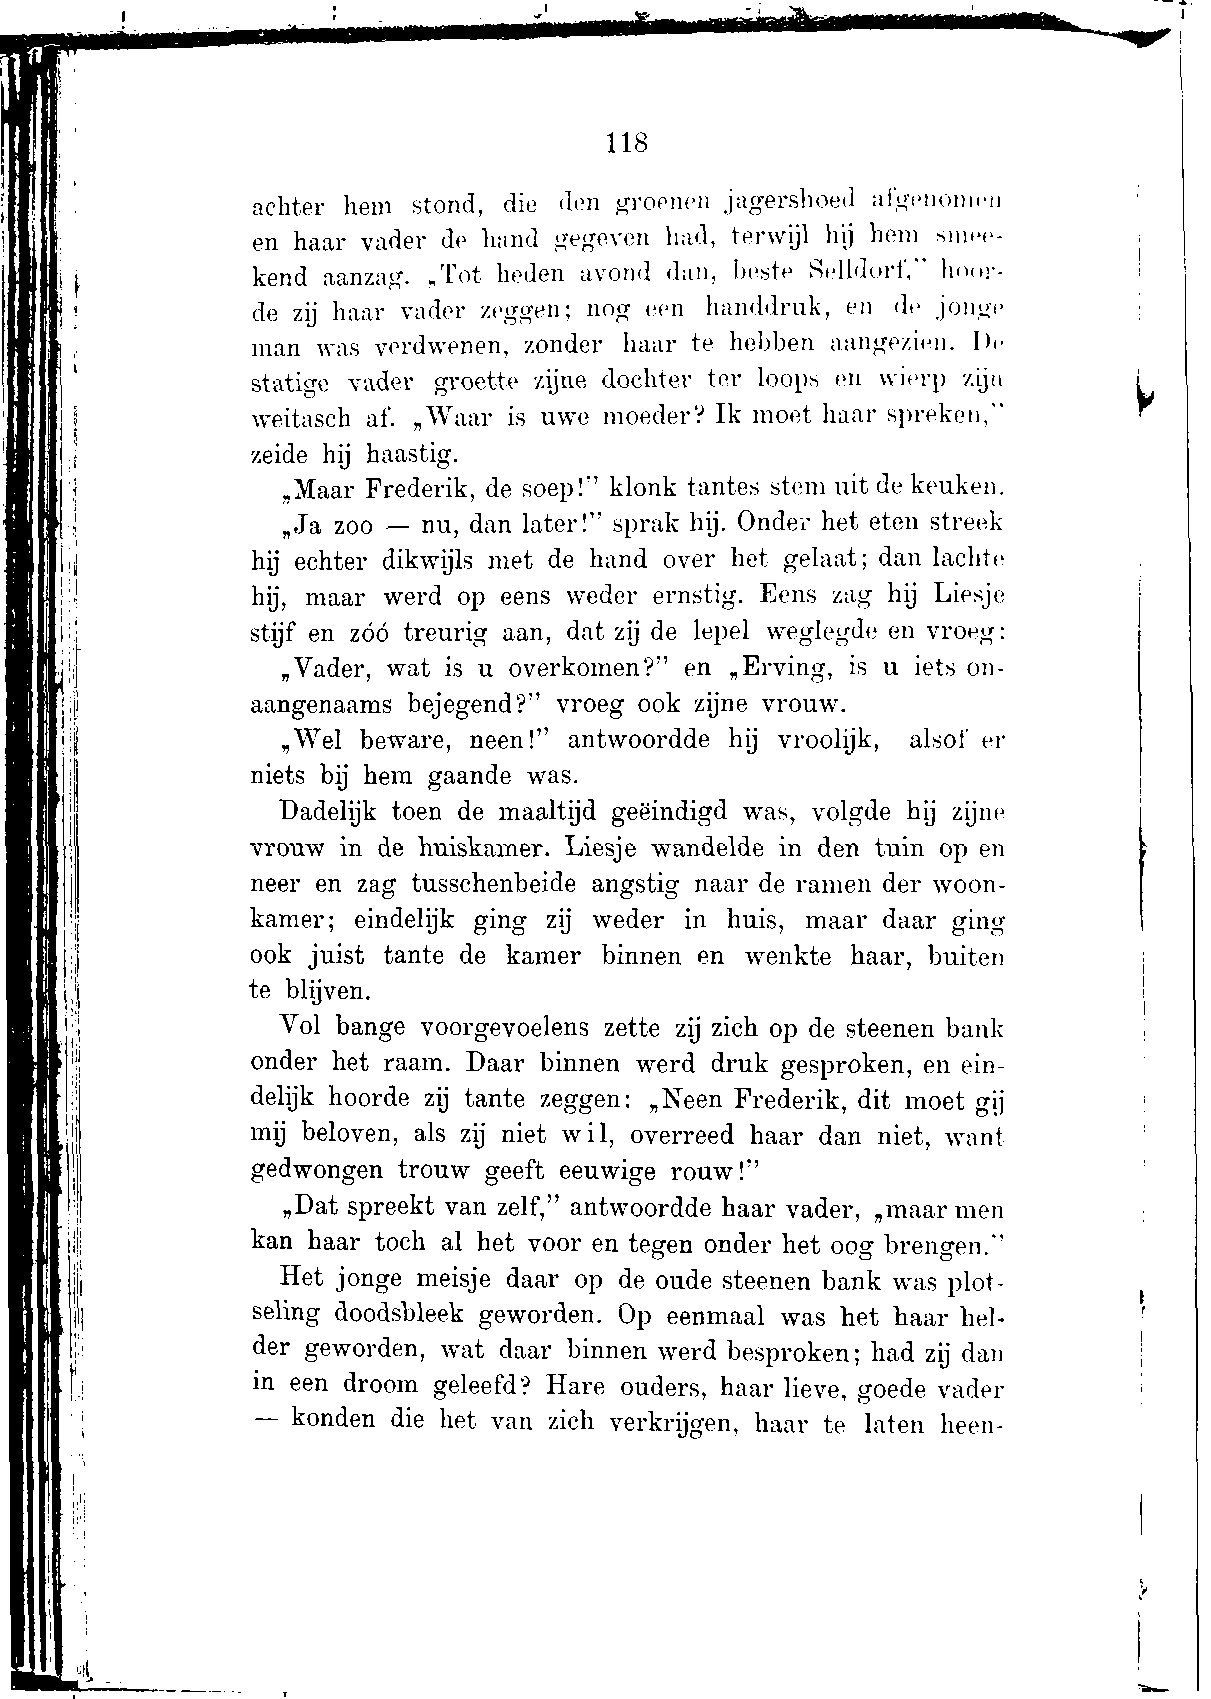 118
achter hem stond, die den groenen jagershoed afgenomen
en haar vader de hand gegeven had, terwijl hij hem smee-
kend aanzag. „Tot heden avond dan, beste Selldorf,” hoor-
de zij haar vader zeggen; nog een handdruk, en de jonge
man was verdwenen, zonder haar te hebben aangezien. De
statige vader groette zijne dochter ter loops en wierp zijn
weitasch af. „Waar is uwe moeder? Ik moet haar spreken,”
zeide hij haastig.
„Maar Frederik, de soep!” klonk tantes stem uit de keuken.
„Ja zoo — nu, dan later!” sprak hij. Onder het eten streek
hij echter dikwijls met de hand over het gelaat; dan lachte
hij, maar werd op eens weder ernstig. Eens zag hij Liesje
stijf en zóó treurig aan, dat zij de lepel weglegde en vroeg:
„Vader, wat is u overkomen?” en „Erving, is u iets on-
aangenaams bejegend?” vroeg ook zijne vrouw.
„Wel beware, neen!” antwoordde hij vroolijk, alsof er
niets bij hem gaande was.
Dadelijk toen de maaltijd geëindigd was, volgde hij zijne
vrouw in de huiskamer. Liesje wandelde in den tuin op en
neer en zag tusschenbeide angstig naar de ramen der woon-
kamer; eindelijk ging zij weder in huis, maar daar ging
ook juist tante de kamer binnen en wenkte haar, buiten
te blijven.
Vol bange voorgevoelens zette zij zich op de steenen bank
onder het raam. Daar binnen werd druk gesproken, en ein-
delijk hoorde zij tante zeggen: „Neen Frederik, dit moet gij
mij beloven, als zij niet wil, overreed haar dan niet, want
gedwongen trouw geeft eeuwige rouw!”
„Dat spreekt van zelf,” antwoordde haar vader, „maar men
kan haar toch al het voor en tegen onder het oog brengen.”
Het jonge meisje daar op de oude steenen bank was plot-
seling doodsbleek geworden. Op eenmaal was het haar hel-
der geworden, wat daar binnen werd besproken; had zij dan
in een droom geleefd? Hare ouders, haar lieve, goede vader
— konden die het van zich verkrijgen, haar te laten heen-